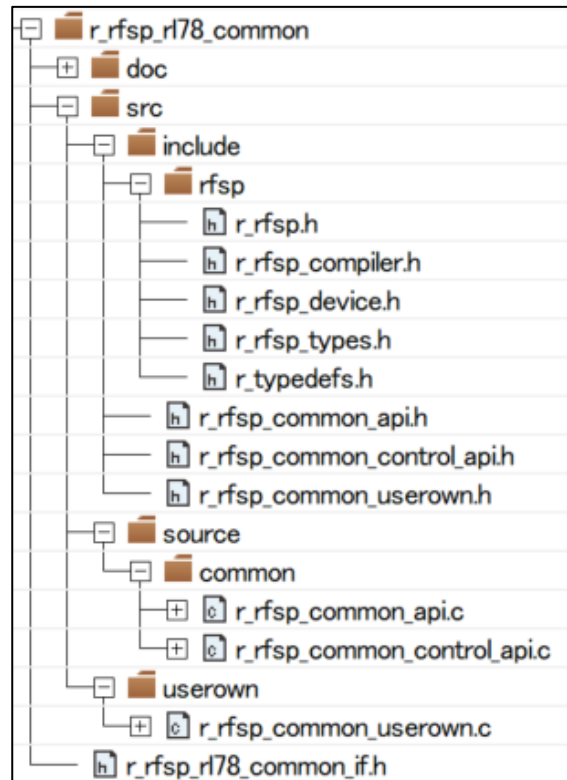 r_rfsp_rl78_common
doc
src
include
rfsp
r_rfsp.h
r_rfsp_compiler.h
r_rfsp_device.h
r_rfsp_types.h
r_typedefs.h
r_rfsp_common_api.h
r_rfsp_common_control_api.h
r_rfsp_common_userown.h
source
common
r_rfsp_common_api.c
r_rfsp_common_control_api.c
userown
r_rfsp_common_userown.c
r_rfsp_rl78_common_if.h